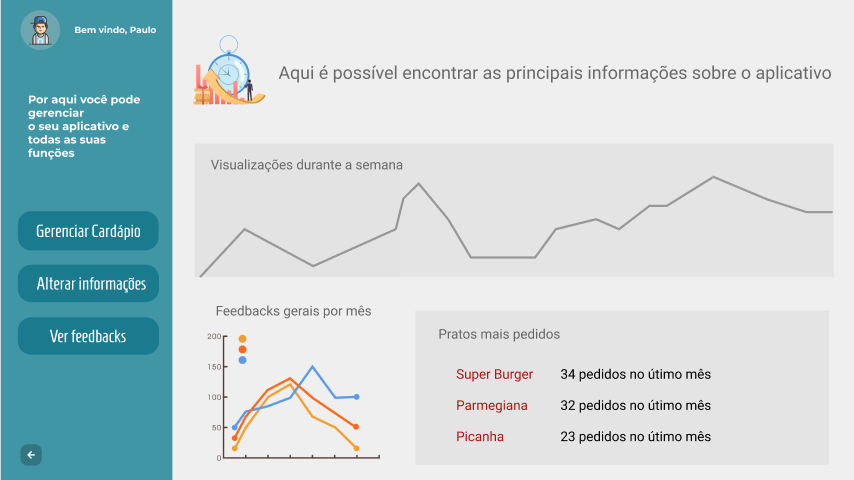 Bem vindo, Paulo
Por aqui você pode
gerenciar
o seu aplicativo e
todas as suas
funções
Gerenciar Cardápio
Alterar informações
Ver feedbacks
Aqui é possível encontrar as principais informações sobre o aplicativo
Visualizações durante a semana
Feedbacks gerais por mês
200
150
100
50
0
Pratos mais pedidos
Super Burger 34 pedidos no útimo mês
Parmegiana 32 pedidos no útimo mês
Picanha 23 pedidos no útimo mês